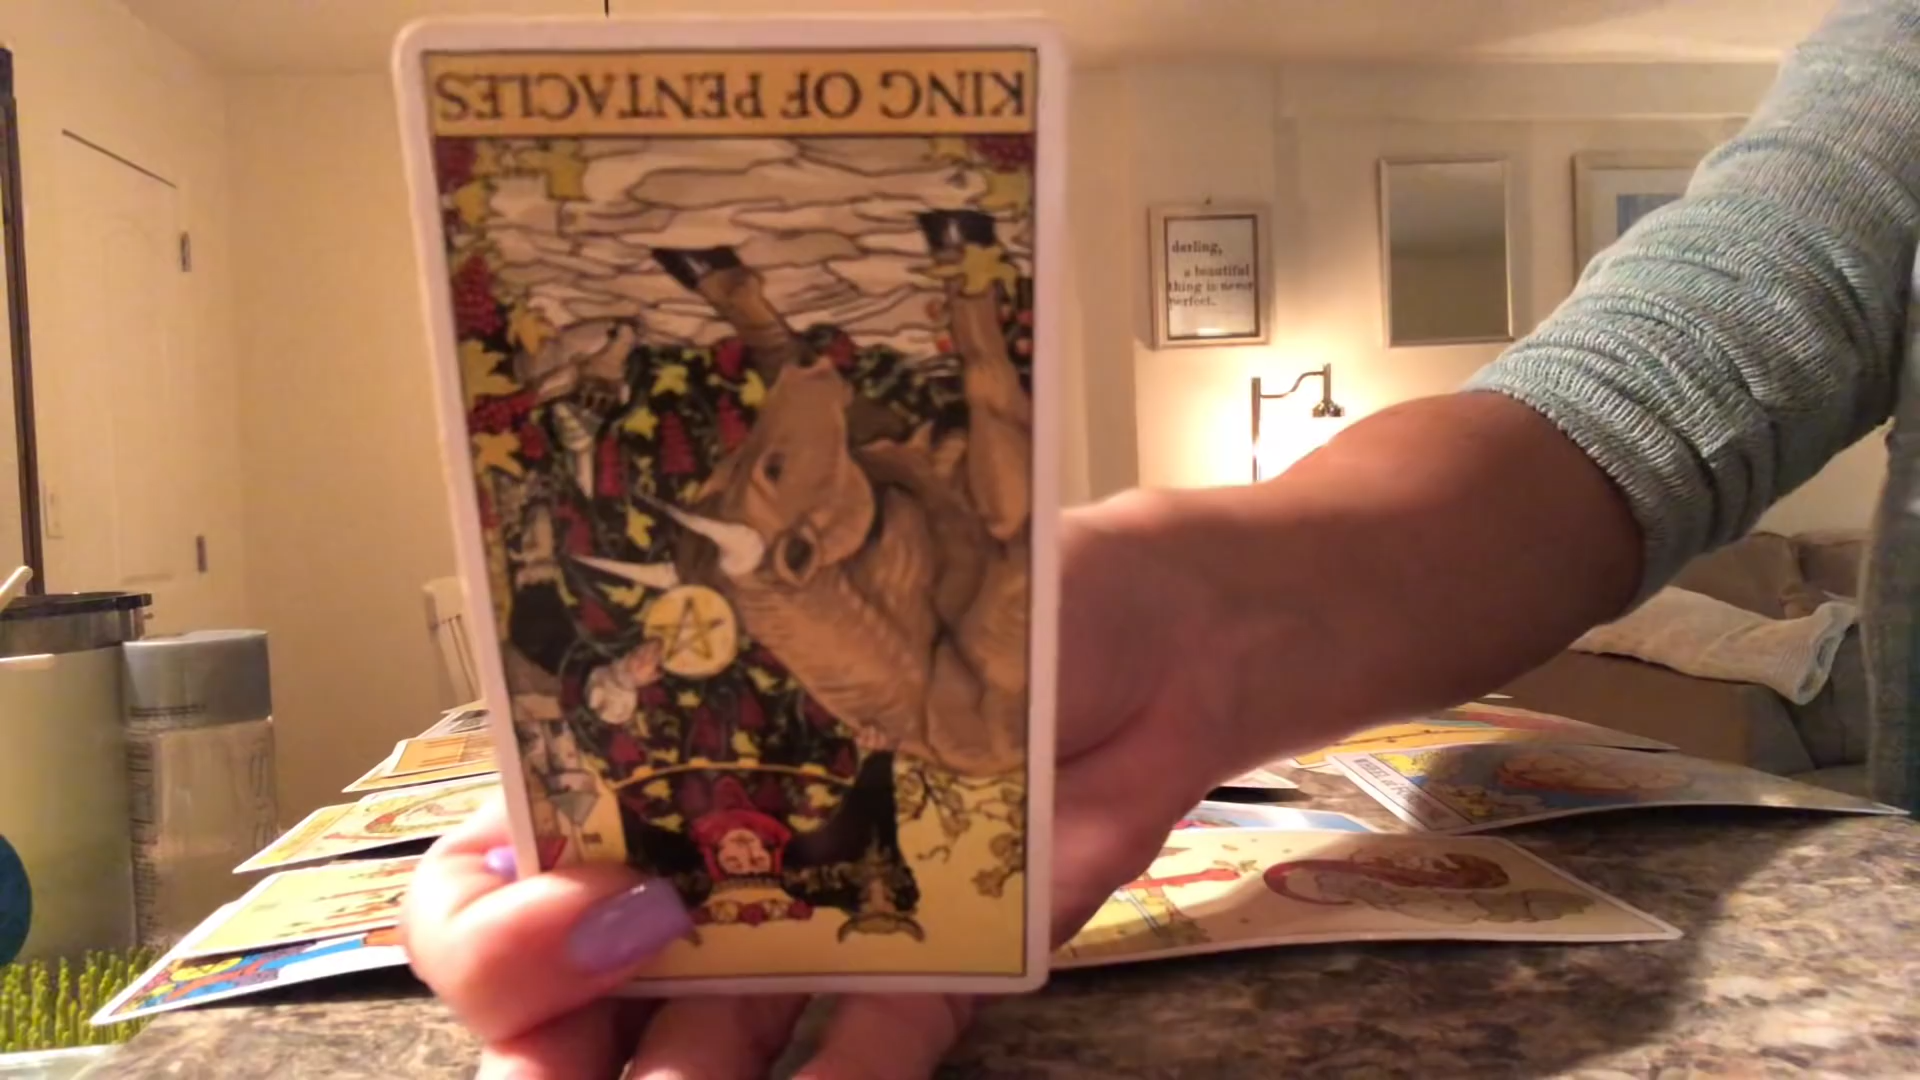 KING OF PENTACLES
darling,
a beautiful
thing is never
perfect.